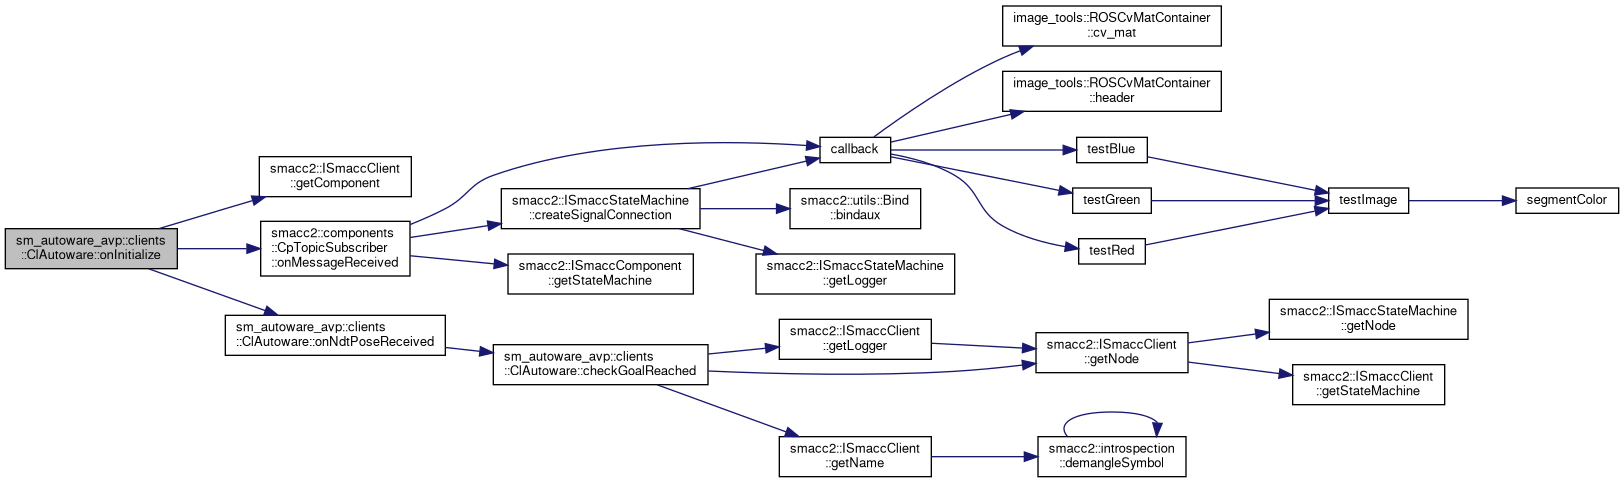 sm_autoware_avp::clients
::ClAutoware::onInitialize
smacc2::ISmaccClient
::getComponent
smacc2::components
::CpTopicSubscriber
::onMessageReceived
sm_autoware_avp::clients
::ClAutoware::onNdtPoseReceived
smacc2::ISmaccStateMachine
::createSignalConnection
smacc2::ISmaccComponent
::getStateMachine
sm_autoware_avp::clients
::ClAutoware::checkGoalReached
callback
smacc2::utils::Bind
::bindaux
smacc2::ISmaccStateMachine
::getLogger
smacc2::ISmaccClient
::getLogger
smacc2::ISmaccClient
::getName
image_tools::ROSCvMatContainer
::cv_mat
image_tools::ROSCvMatContainer
::header
testBlue
testGreen
testRed
testImage
segmentColor
smacc2::ISmaccClient
::getNode
smacc2::ISmaccStateMachine
::getNode
smacc2::ISmaccClient
::getStateMachine
smacc2::introspection
::demangleSymbol